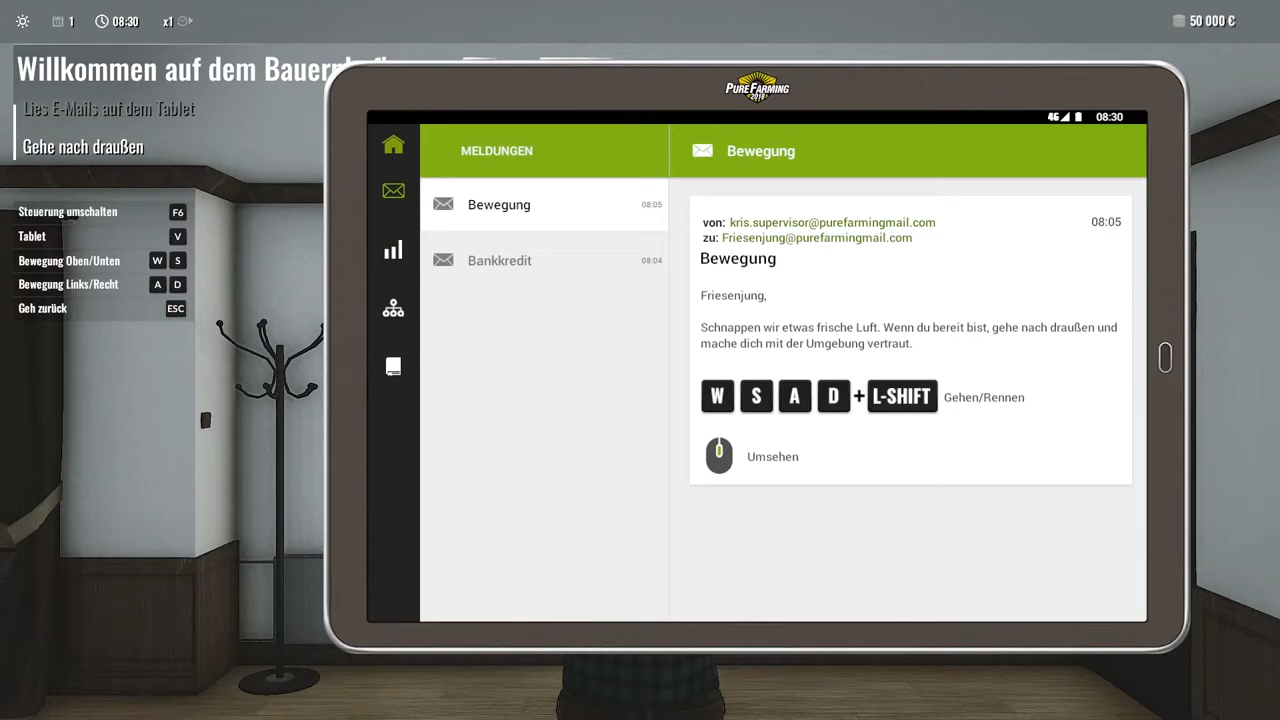 1
08:30
x1
50 000 €
Willkommen auf dem
Lies E-Mails auf dem Tablet
Gehe nach draußen
Steuerung umschalten F6
Tablet V
Bewegung Oben/Unten W S
Bewegung Links/Recht A D
Geh zurück ESC
PURE FARMING
2018
4G 08:30
MELDUNGEN
Bewegung 08:05
Bankkredit 08:04
Bewegung
von: kris.supervisor@purefarmingmail.com 08:05
zu: Friesenjung@purefarmingmail.com
Bewegung
Friesenjung,
Schnappen wir etwas frische Luft. Wenn du bereit bist, gehe nach draußen und
mache dich mit der Umgebung vertraut.
W S A D + L-SHIFT Gehen/Rennen
Umsehen